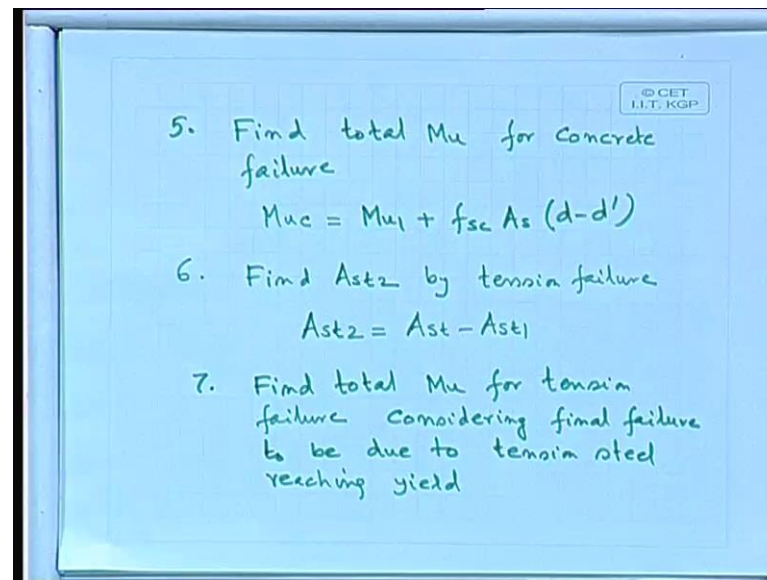 © CET
I.I.T. KGP
5. Find total Mu for Concrete
failure
Muc = Mu1 + fsc As (d-d')
6. Find Ast2 by tension failure
Ast2 = Ast - Ast1
7. Find total Mu for tension
failure considering final failure
to be due to tension steel
reaching yield